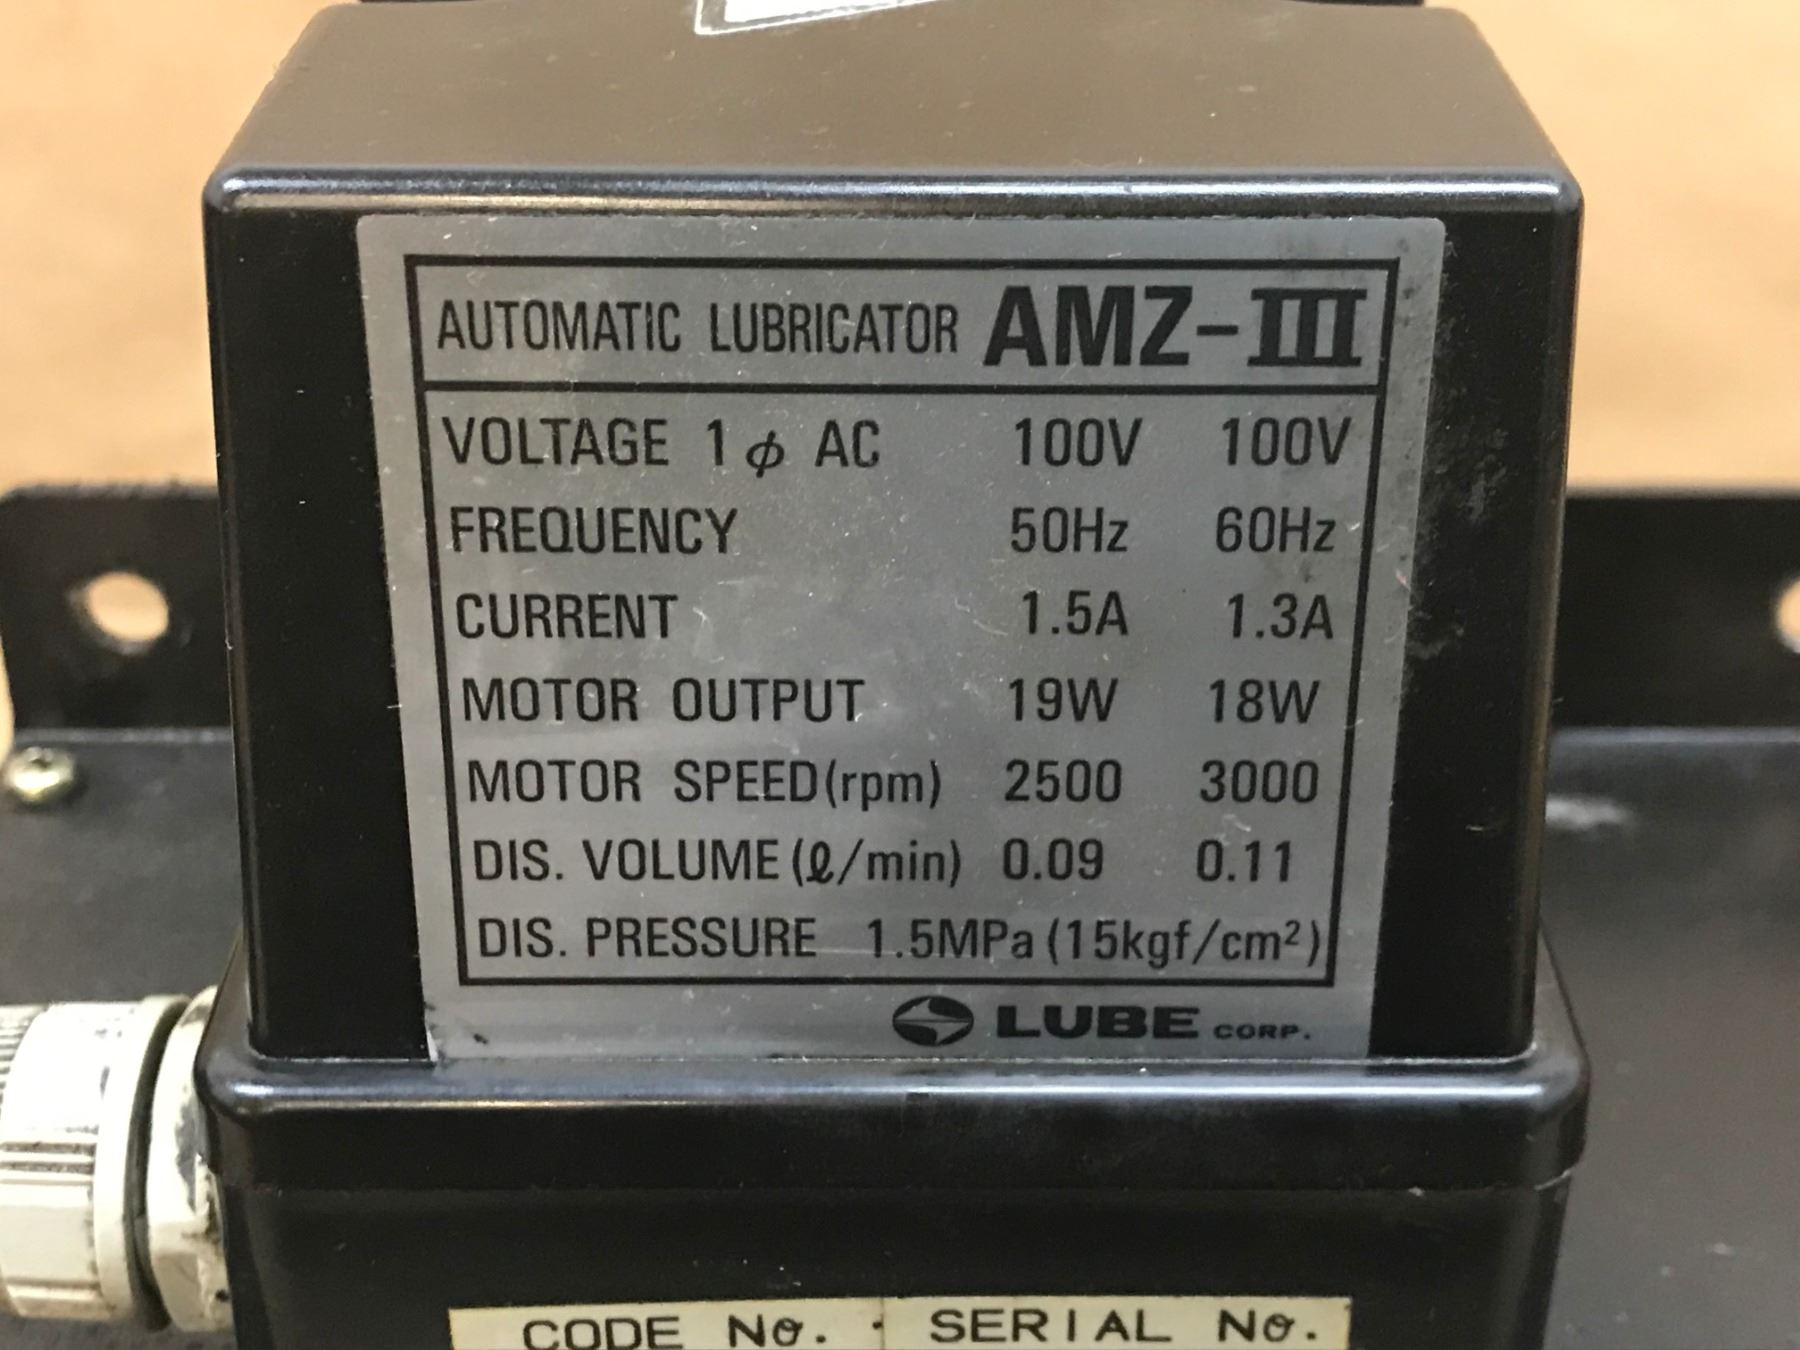 AUTOMATIC LUBRICATOR AMZ-III
VOLTAGE 1φ AC 100V 100V
FREQUENCY 50Hz 60Hz
CURRENT 1.5A 1.3A
MOTOR OUTPUT 19W 18W
MOTOR SPEED(rpm) 2500 3000
DIS. VOLUME(ℓ/min) 0.09 0.11
DIS. PRESSURE 1.5MPa(15kgf/cm²)
LUBE CORP.
CODE No. SERIAL No.